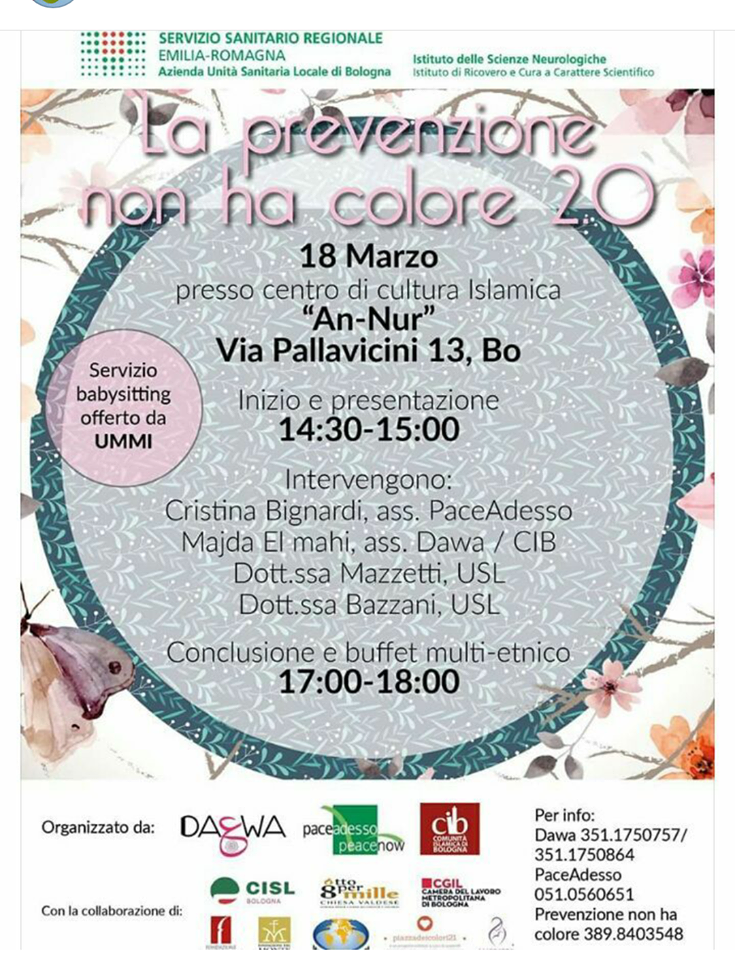 SERVIZIO SANITARIO REGIONALE
EMILIA-ROMAGNA
Azienda Unità Sanitaria Locale di Bologna
Istituto delle Scienze Neurologiche
Istituto di Ricovero e Cura a Carattere Scientifico
La prevenzione
non ha colore 2.0
18 Marzo
presso centro di cultura Islamica
“An-Nur”
Via Pallavicini 13, Bo
Servizio
babysitting
offerto da
UMMI
Inizio e presentazione
14:30-15:00
Intervengono:
Cristina Bignardi, ass. PaceAdesso
Majda El mahi, ass. Dawa / CIB
Dott.ssa Mazzetti, USL
Dott.ssa Bazzani, USL
Conclusione e buffet multi-etnico
17:00-18:00
Organizzato da:
DAWA
paceadesso
peacenow
cib
COMUNITÀ
ISLAMICA DI
BOLOGNA
Per info:
Dawa 351.1750757/
351.1750864
PaceAdesso
051.0560651
Prevenzione non ha
colore 389.8403548
Con la collaborazione di:
CISL
BOLOGNA
otto
8 per mille
CHIESA VALDESE
CGIL
CAMERA DEL LAVORO
METROPOLITANA
DI BOLOGNA
f
FONDAZIONE
piazzadeicolori21